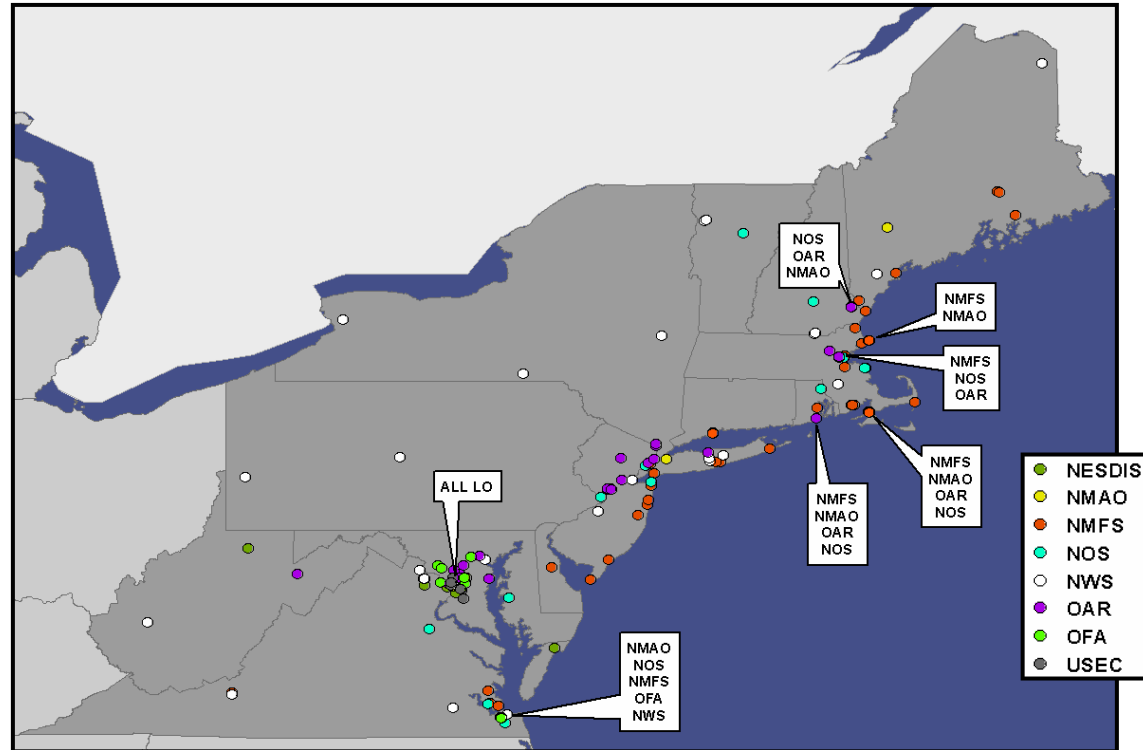 NOS
OAR
NMAO
NMFS
NMAO
NMFS
NOS
OAR
NMFS
NMAO
OAR
NOS
NMFS
NMAO
OAR
NOS
ALL LO
NMAO
NOS
NMFS
OFA
NWS
NESDIS
NMAO
NMFS
NOS
NWS
OAR
OFA
USEC